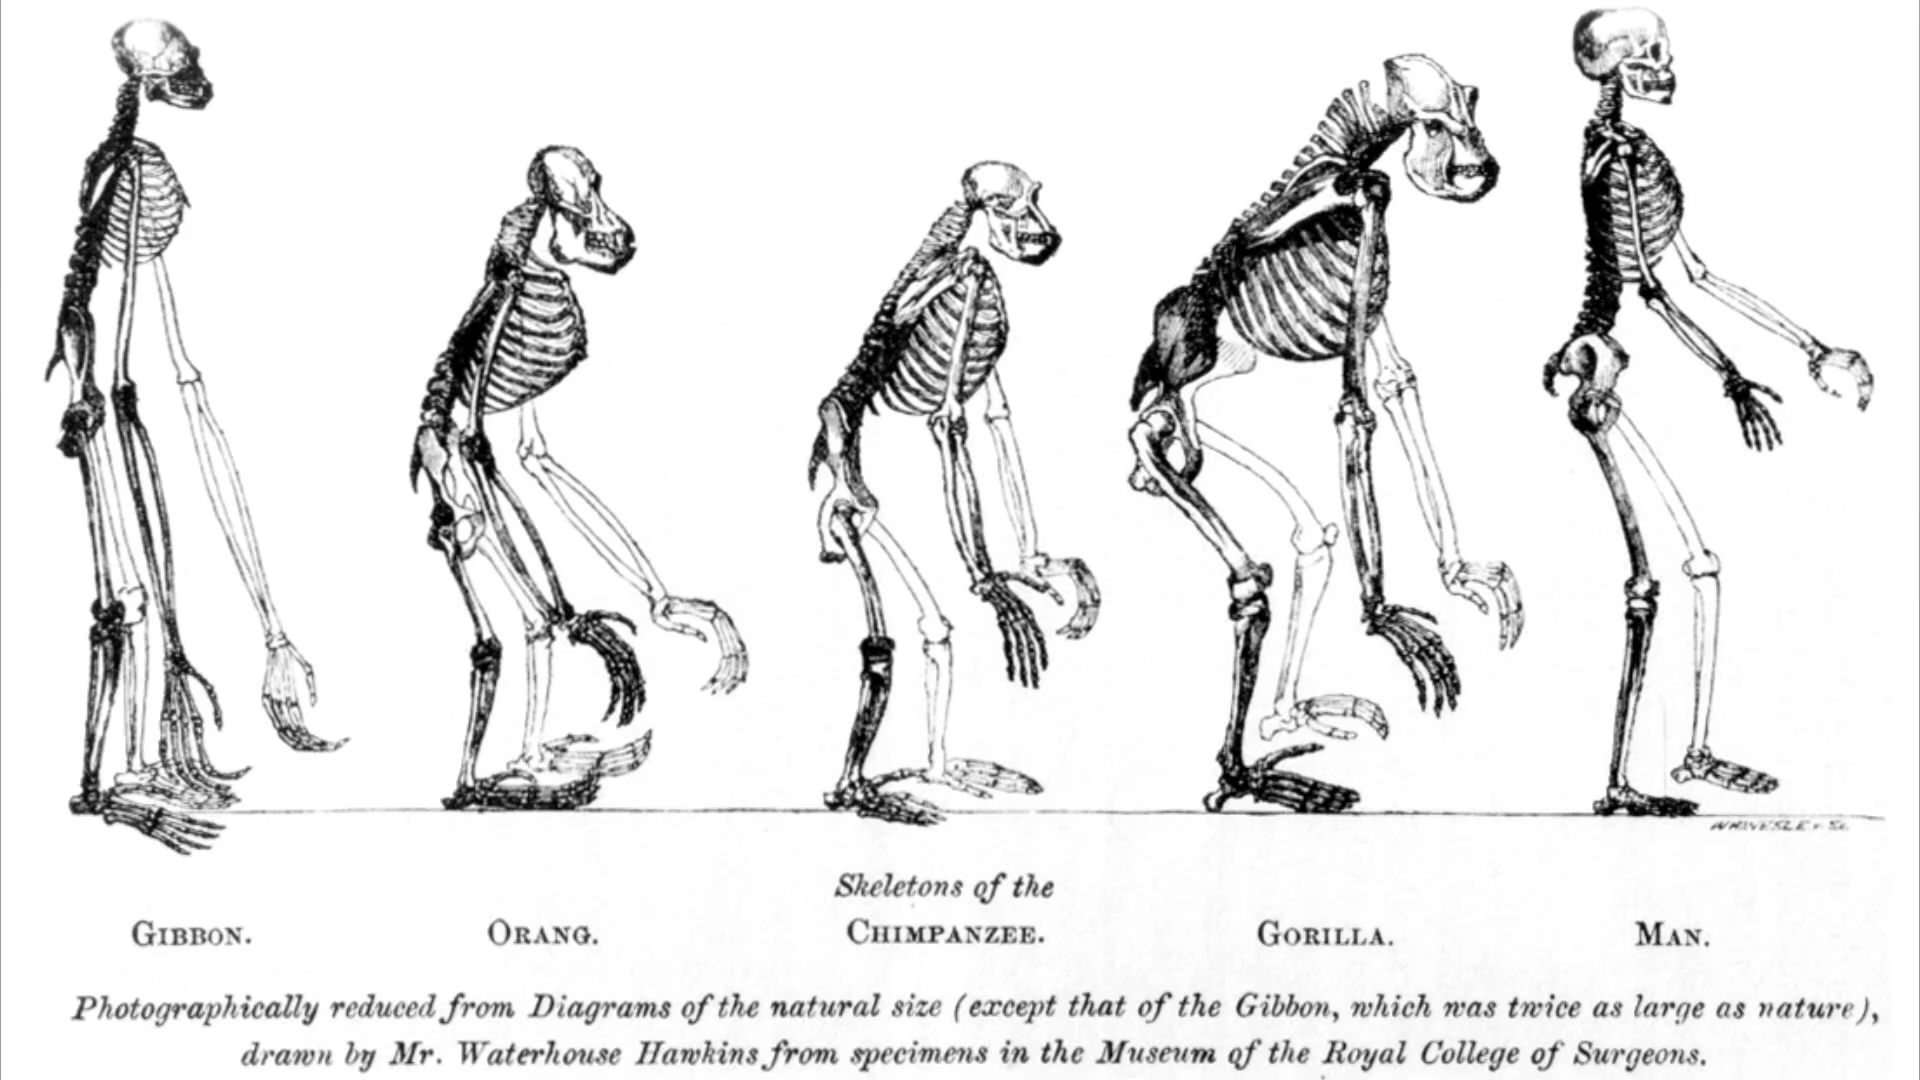 Skeletons of the
GIBBON. ORANG. CHIMPANZEE. GORILLA. MAN.
Photographically reduced from Diagrams of the natural size (except that of the Gibbon, which was twice as large as nature),
drawn by Mr. Waterhouse Hawkins from specimens in the Museum of the Royal College of Surgeons.